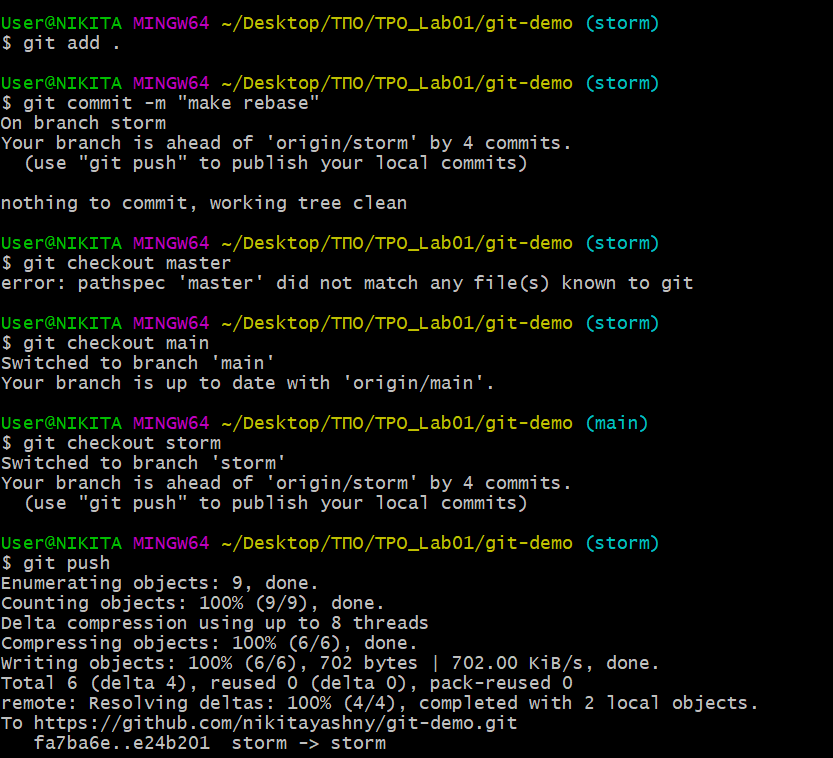 User@NIKITA MINGW64 ~/Desktop/ТПО/TPO_Lab01/git-demo (storm)
$ git add .
User@NIKITA MINGW64 ~/Desktop/ТПО/TPO_Lab01/git-demo (storm)
$ git commit -m "make rebase"
On branch storm
Your branch is ahead of 'origin/storm' by 4 commits.
  (use "git push" to publish your local commits)
nothing to commit, working tree clean
User@NIKITA MINGW64 ~/Desktop/ТПО/TPO_Lab01/git-demo (storm)
$ git checkout master
error: pathspec 'master' did not match any file(s) known to git
User@NIKITA MINGW64 ~/Desktop/ТПО/TPO_Lab01/git-demo (storm)
$ git checkout main
Switched to branch 'main'
Your branch is up to date with 'origin/main'.
User@NIKITA MINGW64 ~/Desktop/ТПО/TPO_Lab01/git-demo (main)
$ git checkout storm
Switched to branch 'storm'
Your branch is ahead of 'origin/storm' by 4 commits.
  (use "git push" to publish your local commits)
User@NIKITA MINGW64 ~/Desktop/ТПО/TPO_Lab01/git-demo (storm)
$ git push
Enumerating objects: 9, done.
Counting objects: 100% (9/9), done.
Delta compression using up to 8 threads
Compressing objects: 100% (6/6), done.
Writing objects: 100% (6/6), 702 bytes | 702.00 KiB/s, done.
Total 6 (delta 4), reused 0 (delta 0), pack-reused 0
remote: Resolving deltas: 100% (4/4), completed with 2 local objects.
To https://github.com/nikitayashny/git-demo.git
   fa7ba6e..e24b201  storm -> storm